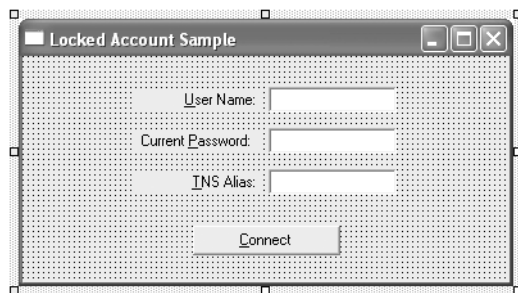 Locked Account Sample
User Name:
Current Password:
TNS Alias:
Connect